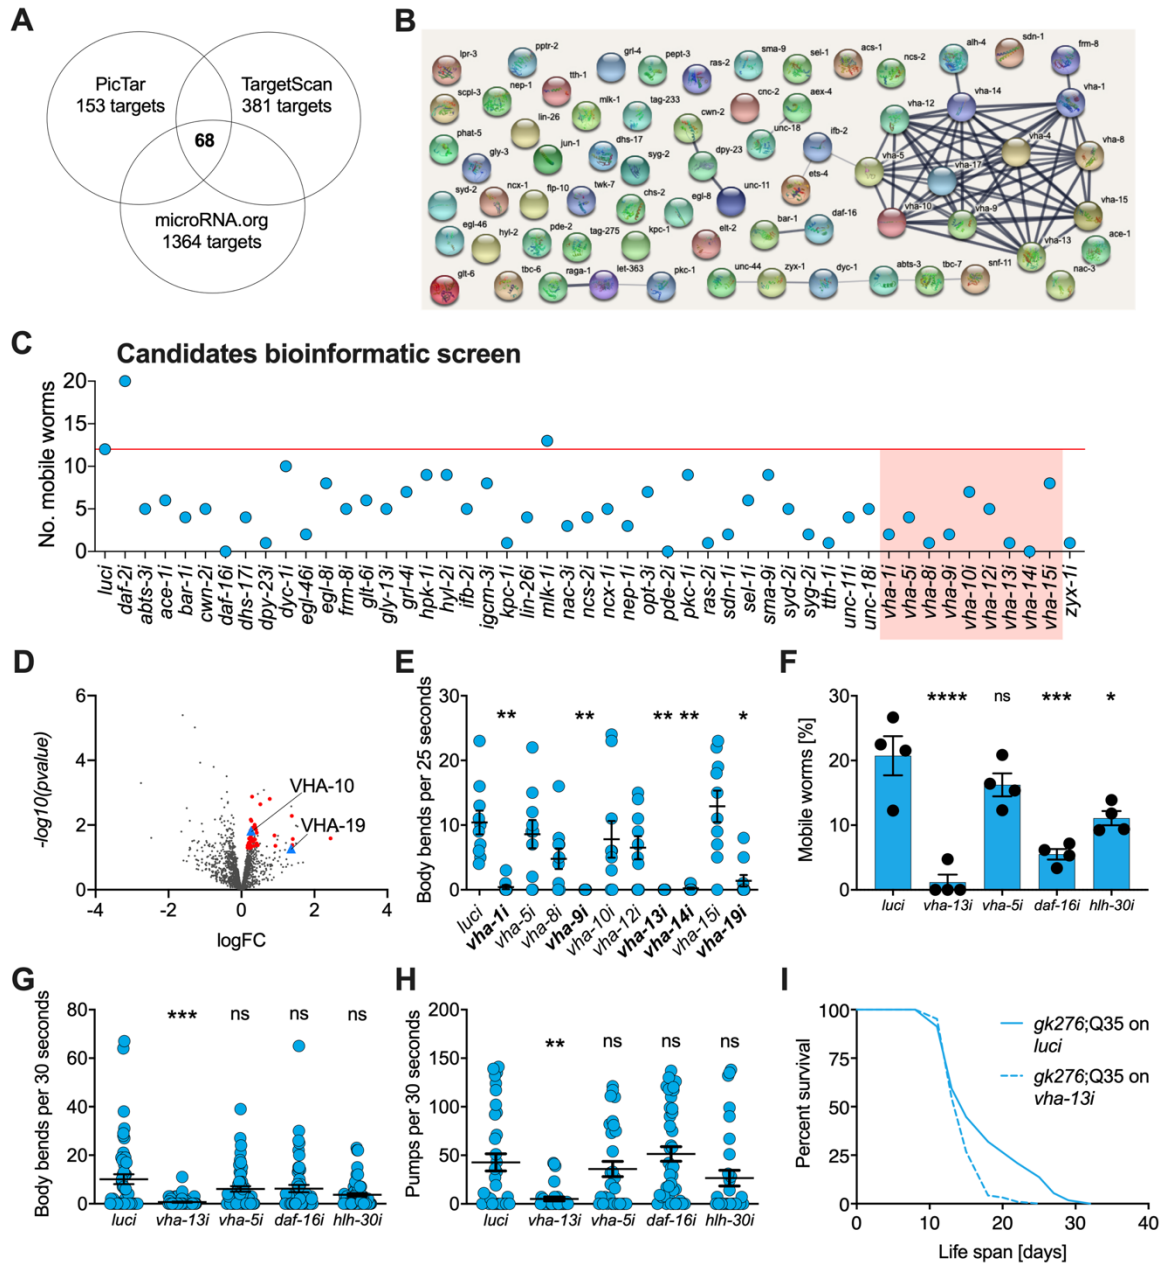 A
PicTar
153 targets
TargetScan
381 targets
68
microRNA.org
1364 targets
B
lpr-3
pptr-2
grl-4
pept-3
ras-2
sma-9
sel-1
acs-1
ncs-2
alh-4
sdn-1
frm-8
scpl-3
nep-1
tth-1
mlk-1
tag-233
cwn-2
cnc-2
aex-4
vha-12
vha-14
vha-1
lin-26
phat-5
gly-3
jun-1
dhs-17
syg-2
dpy-23
unc-18
ifb-2
vha-5
vha-17
vha-4
vha-8
syd-2
ncx-1
flp-10
twk-7
chs-2
egl-8
unc-11
ets-4
vha-10
vha-9
vha-15
egl-46
hyl-2
pde-2
tag-275
kpc-1
elt-2
bar-1
daf-16
vha-13
ace-1
glt-6
tbc-6
raga-1
let-363
pkc-1
unc-44
zyx-1
dyc-1
abts-3
tbc-7
snf-11
nac-3
C
Candidates bioinformatic screen
No. mobile worms
20
15
10
5
0
luci
daf-2i
abts-3i
ace-1i
bar-1i
cwn-2i
daf-16i
dhs-17i
dpy-23i
dyc-1i
egl-46i
egl-8i
frm-8i
glt-6i
gly-13i
grl-4i
hpk-1i
hyl-2i
ifb-2i
igcm-3i
kpc-1i
lin-26i
mlk-1i
nac-3i
ncs-2i
ncx-1i
nep-1i
opt-3i
pde-2i
pkc-1i
ras-2i
sdn-1i
sel-1i
sma-9i
syd-2i
syg-2i
tth-1i
unc-11i
unc-18i
vha-1i
vha-5i
vha-8i
vha-9i
vha-10i
vha-12i
vha-13i
vha-14i
vha-15i
zyx-1i
D
-log10(pvalue)
6
4
2
0
VHA-10
VHA-19
-4
-2
0
2
4
logFC
E
Body bends per 25 seconds
30
20
10
0
**
**
**
**
*
luci
vha-1i
vha-5i
vha-8i
vha-9i
vha-10i
vha-12i
vha-13i
vha-14i
vha-15i
vha-19i
F
Mobile worms [%]
30
20
10
0
****
ns
***
*
luci
vha-13i
vha-5i
daf-16i
hlh-30i
G
Body bends per 30 seconds
80
60
40
20
0
***
ns
ns
ns
luci
vha-13i
vha-5i
daf-16i
hlh-30i
H
Pumps per 30 seconds
200
150
100
50
0
**
ns
ns
ns
luci
vha-13i
vha-5i
daf-16i
hlh-30i
I
Percent survival
100
75
50
25
0
gk276;Q35 on
luci
gk276;Q35 on
vha-13i
0
10
20
30
40
Life span [days]